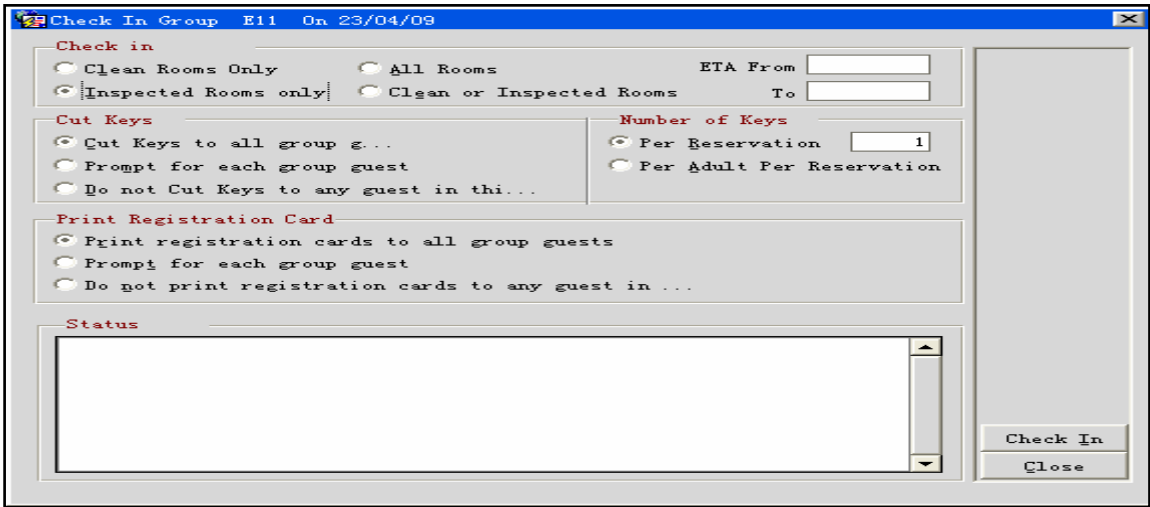 Check In Group E11 On 23/04/09
Check in
Clean Rooms Only All Rooms ETA From
Inspected Rooms only Clean or Inspected Rooms To
Cut Keys Number of Keys
Cut Keys to all group g... Per Reservation 1
Prompt for each group guest Per Adult Per Reservation
Do not Cut Keys to any guest in thi...
Print Registration Card
Print registration cards to all group guests
Prompt for each group guest
Do not print registration cards to any guest in ...
Status
Check In
Close